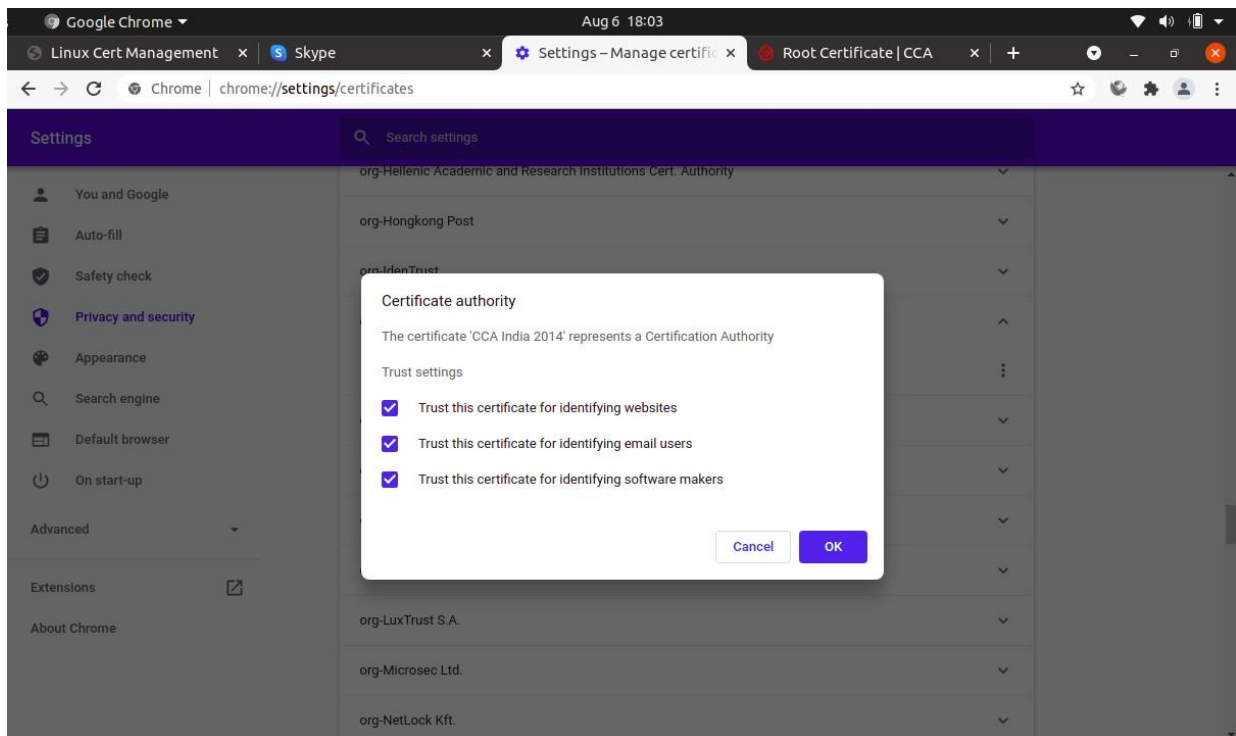 Google Chrome
Aug 6 18:03
Linux Cert Management
Skype
Settings – Manage certific
Root Certificate | CCA
Chrome | chrome://settings/certificates
Settings
Search settings
You and Google
Auto-fill
Safety check
Privacy and security
Appearance
Search engine
Default browser
On start-up
Advanced
Extensions
About Chrome
org-Hellenic Academic and Research Institutions Cert. Authority
org-Hongkong Post
org-IdenTrust
Certificate authority
The certificate 'CCA India 2014' represents a Certification Authority
Trust settings
Trust this certificate for identifying websites
Trust this certificate for identifying email users
Trust this certificate for identifying software makers
Cancel
OK
org-LuxTrust S.A.
org-Microsec Ltd.
org-NetLock Kft.